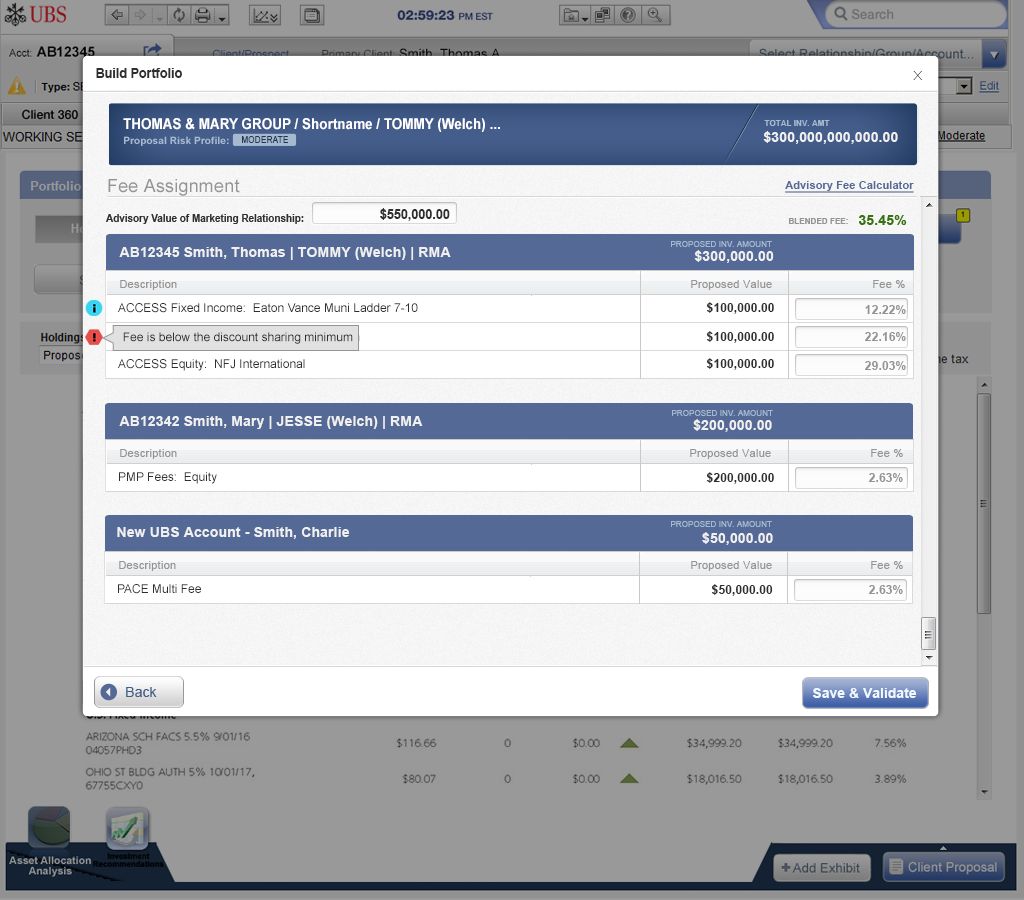 UBS
02:59:23 PM EST
Search
Acct: AB12345
Client/Prospect
Primary Client: Smith, Thomas A
Select Relationship/Group/Account...
Type:
Edit
Client 360
WORKING SE
Moderate
Build Portfolio
THOMAS & MARY GROUP / Shortname / TOMMY (Welch) ...
Proposal Risk Profile: MODERATE
TOTAL INV. AMT
$300,000,000,000.00
Portfolio
Fee Assignment
Advisory Fee Calculator
Advisory Value of Marketing Relationship: $550,000.00
BLENDED FEE: 35.45%
1
AB12345 Smith, Thomas | TOMMY (Welch) | RMA
PROPOSED INV. AMOUNT
$300,000.00
Description Proposed Value Fee %
ACCESS Fixed Income: Eaton Vance Muni Ladder 7-10 $100,000.00 12.22%
Holdings
Fee is below the discount sharing minimum $100,000.00 22.16%
Propos
ne tax
ACCESS Equity: NFJ International $100,000.00 29.03%
AB12342 Smith, Mary | JESSE (Welch) | RMA
PROPOSED INV. AMOUNT
$200,000.00
Description Proposed Value Fee %
PMP Fees: Equity $200,000.00 2.63%
New UBS Account - Smith, Charlie
PROPOSED INV. AMOUNT
$50,000.00
Description Proposed Value Fee %
PACE Multi Fee $50,000.00 2.63%
Back
Save & Validate
U.S. Fixed Income
ARIZONA SCH FACS 5.5% 9/01/16
04057PHD3
$116.66 0 $0.00 $34,999.20 $34,999.20 7.56%
OHIO ST BLDG AUTH 5% 10/01/17,
67755CXY0
$80.07 0 $0.00 $18,016.50 $18,016.50 3.89%
Asset Allocation
Analysis
Investment
Recommendations
+Add Exhibit
Client Proposal